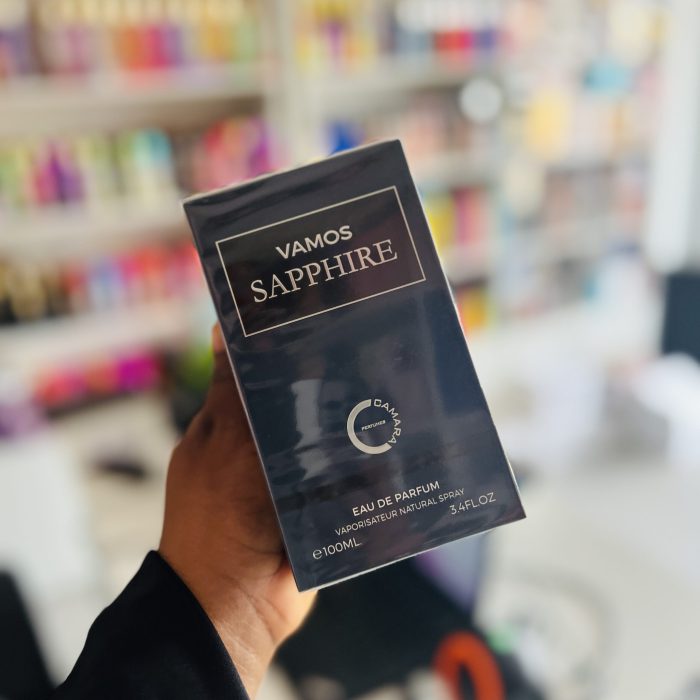 VAMOS
SAPPHIRE
CAMARA
PERFUMES
EAU DE PARFUM
VAPORISATEUR NATURAL SPRAY
℮100ML 3.4FL.OZ